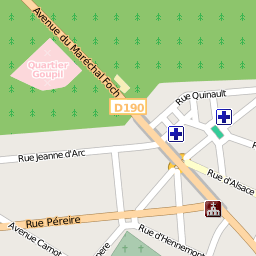 Avenue du Maréchal Foch
Quartier
Goupil
D190
Rue Quinault
Rue Jeanne d'Arc
Rue d'Alsace
Rue Péreire
Avenue Carnot
Rue d'Hennemont